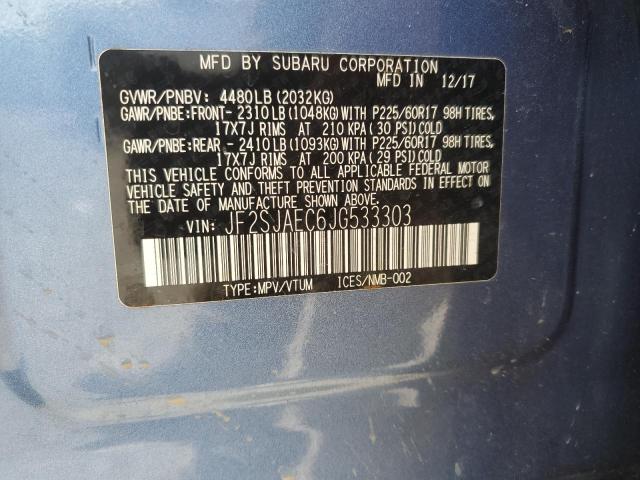 MFD BY SUBARU CORPORATION
MFD IN 12/17
GVWR/PNBV: 4480LB (2032KG)
GAWR/PNBE:FRONT- 2310LB (1048KG) WITH P225/60R17 98H TIRES,
17X7J RIMS AT 210 KPA (30 PSI) COLD
GAWR/PNBE:REAR - 2410LB (1093KG) WITH P225/60R17 98H TIRES,
17X7J RIMS AT 200 KPA (29 PSI) COLD
THIS VEHICLE CONFORMS TO ALL APPLICABLE FEDERAL MOTOR
VEHICLE SAFETY AND THEFT PREVENTION STANDARDS IN EFFECT
ON THE DATE OF MANUFACTURE SHOWN ABOVE.
VIN: JF2SJAEC6JG533303
TYPE:MPV/VTUM ICES/NMB-002